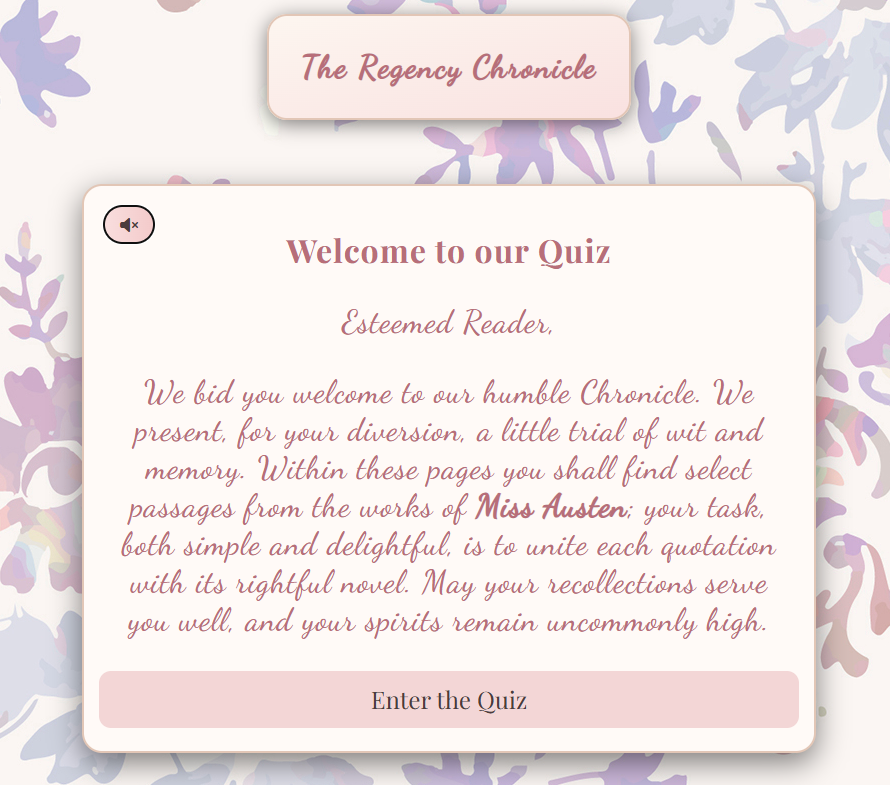 The Regency Chronicle
Welcome to our Quiz
Esteemed Reader,
We bid you welcome to our humble Chronicle. We
present, for your diversion, a little trial of wit and
memory. Within these pages you shall find select
passages from the works of Miss Austen; your task,
both simple and delightful, is to unite each quotation
with its rightful novel. May your recollections serve
you well, and your spirits remain uncommonly high.
Enter the Quiz